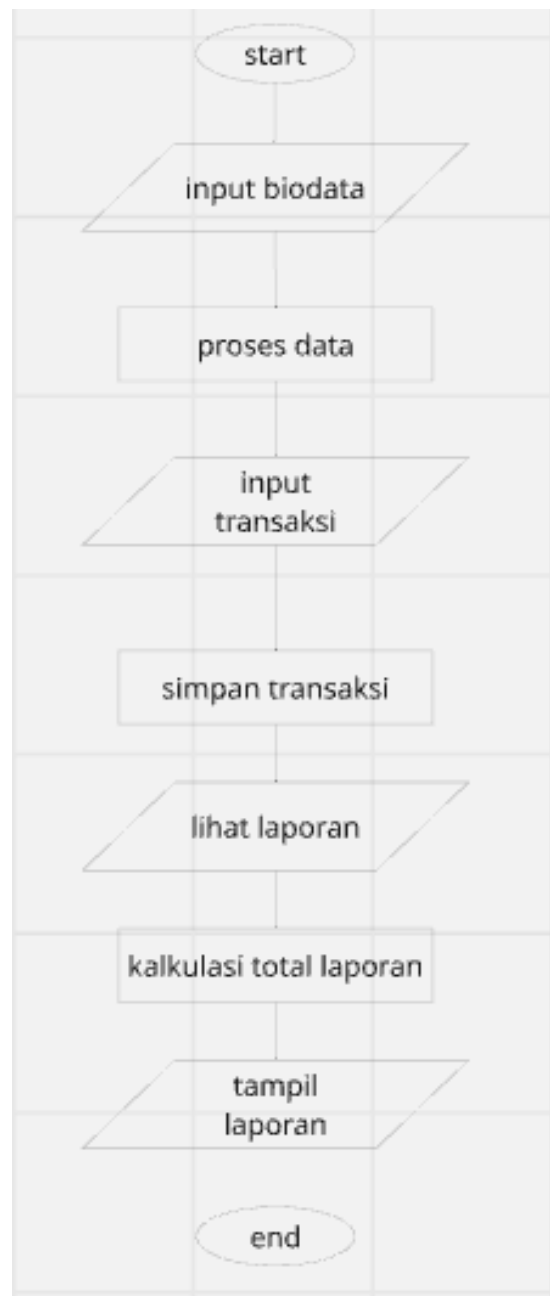 start
input biodata
proses data
input
transaksi
simpan transaksi
lihat laporan
kalkulasi total laporan
tampil
laporan
end